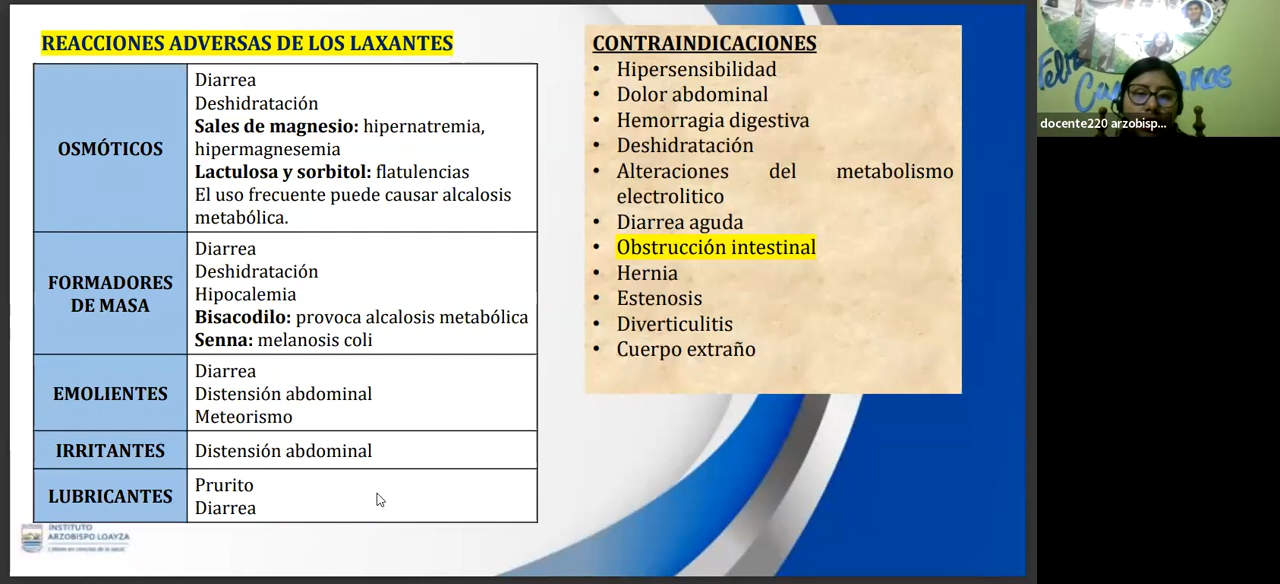 REACCIONES ADVERSAS DE LOS LAXANTES
OSMÓTICOS
Diarrea
Deshidratación
Sales de magnesio: hipernatremia,
hipermagnesemia
Lactulosa y sorbitol: flatulencias
El uso frecuente puede causar alcalosis
metabólica.
FORMADORES
DE MASA
Diarrea
Deshidratación
Hipocalemia
Bisacodilo: provoca alcalosis metabólica
Senna: melanosis coli
EMOLIENTES
Diarrea
Distensión abdominal
Meteorismo
IRRITANTES
Distensión abdominal
LUBRICANTES
Prurito
Diarrea
INSTITUTO
ARZOBISPO LOAYZA
CONTRAINDICACIONES
• Hipersensibilidad
• Dolor abdominal
• Hemorragia digestiva
• Deshidratación
• Alteraciones del metabolismo
electrolitico
• Diarrea aguda
• Obstrucción intestinal
• Hernia
• Estenosis
• Diverticulitis
• Cuerpo extraño
docente220 arzobisp...